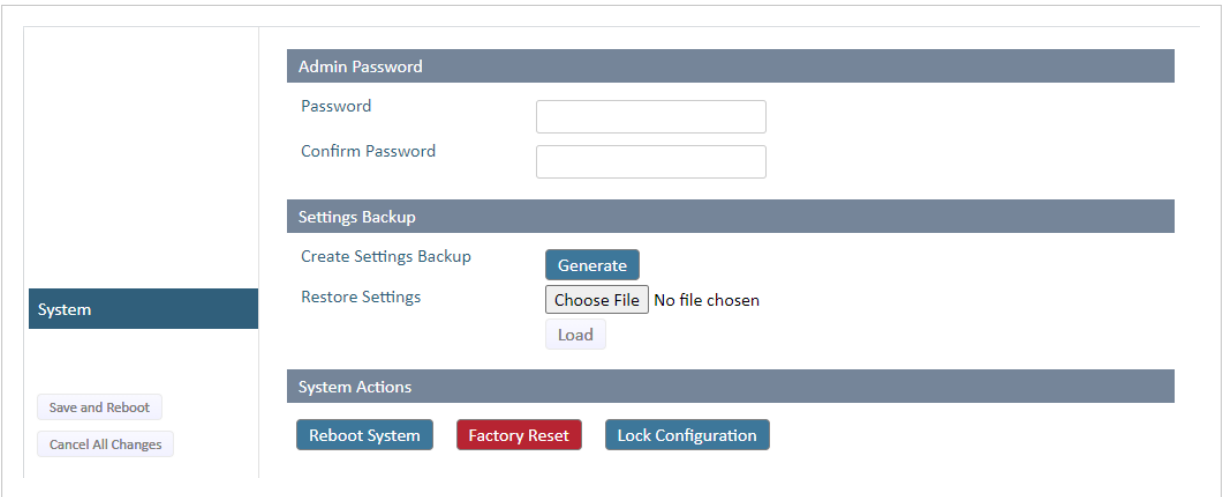 Admin Password
Password
Confirm Password
Settings Backup
Create Settings Backup
Generate
Restore Settings
Choose File No file chosen
Load
System
System Actions
Reboot System Factory Reset Lock Configuration
Save and Reboot
Cancel All Changes